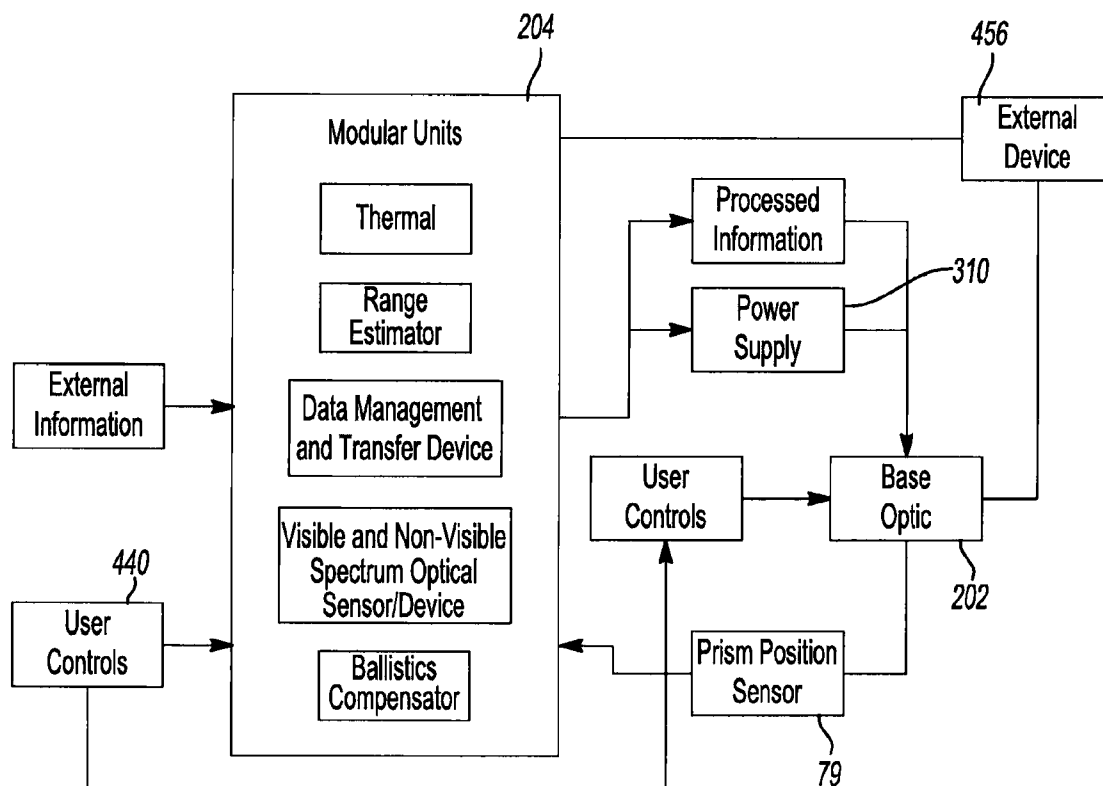 204
456
Modular Units
External
Device
Thermal
Processed
Information
310
Range
Estimator
Power
Supply
External
Information
Data Management
and Transfer Device
User
Controls
Base
Optic
Visible and Non-Visible
Spectrum Optical
Sensor/Device
202
440
User
Controls
Prism Position
Sensor
Ballistics
Compensator
79